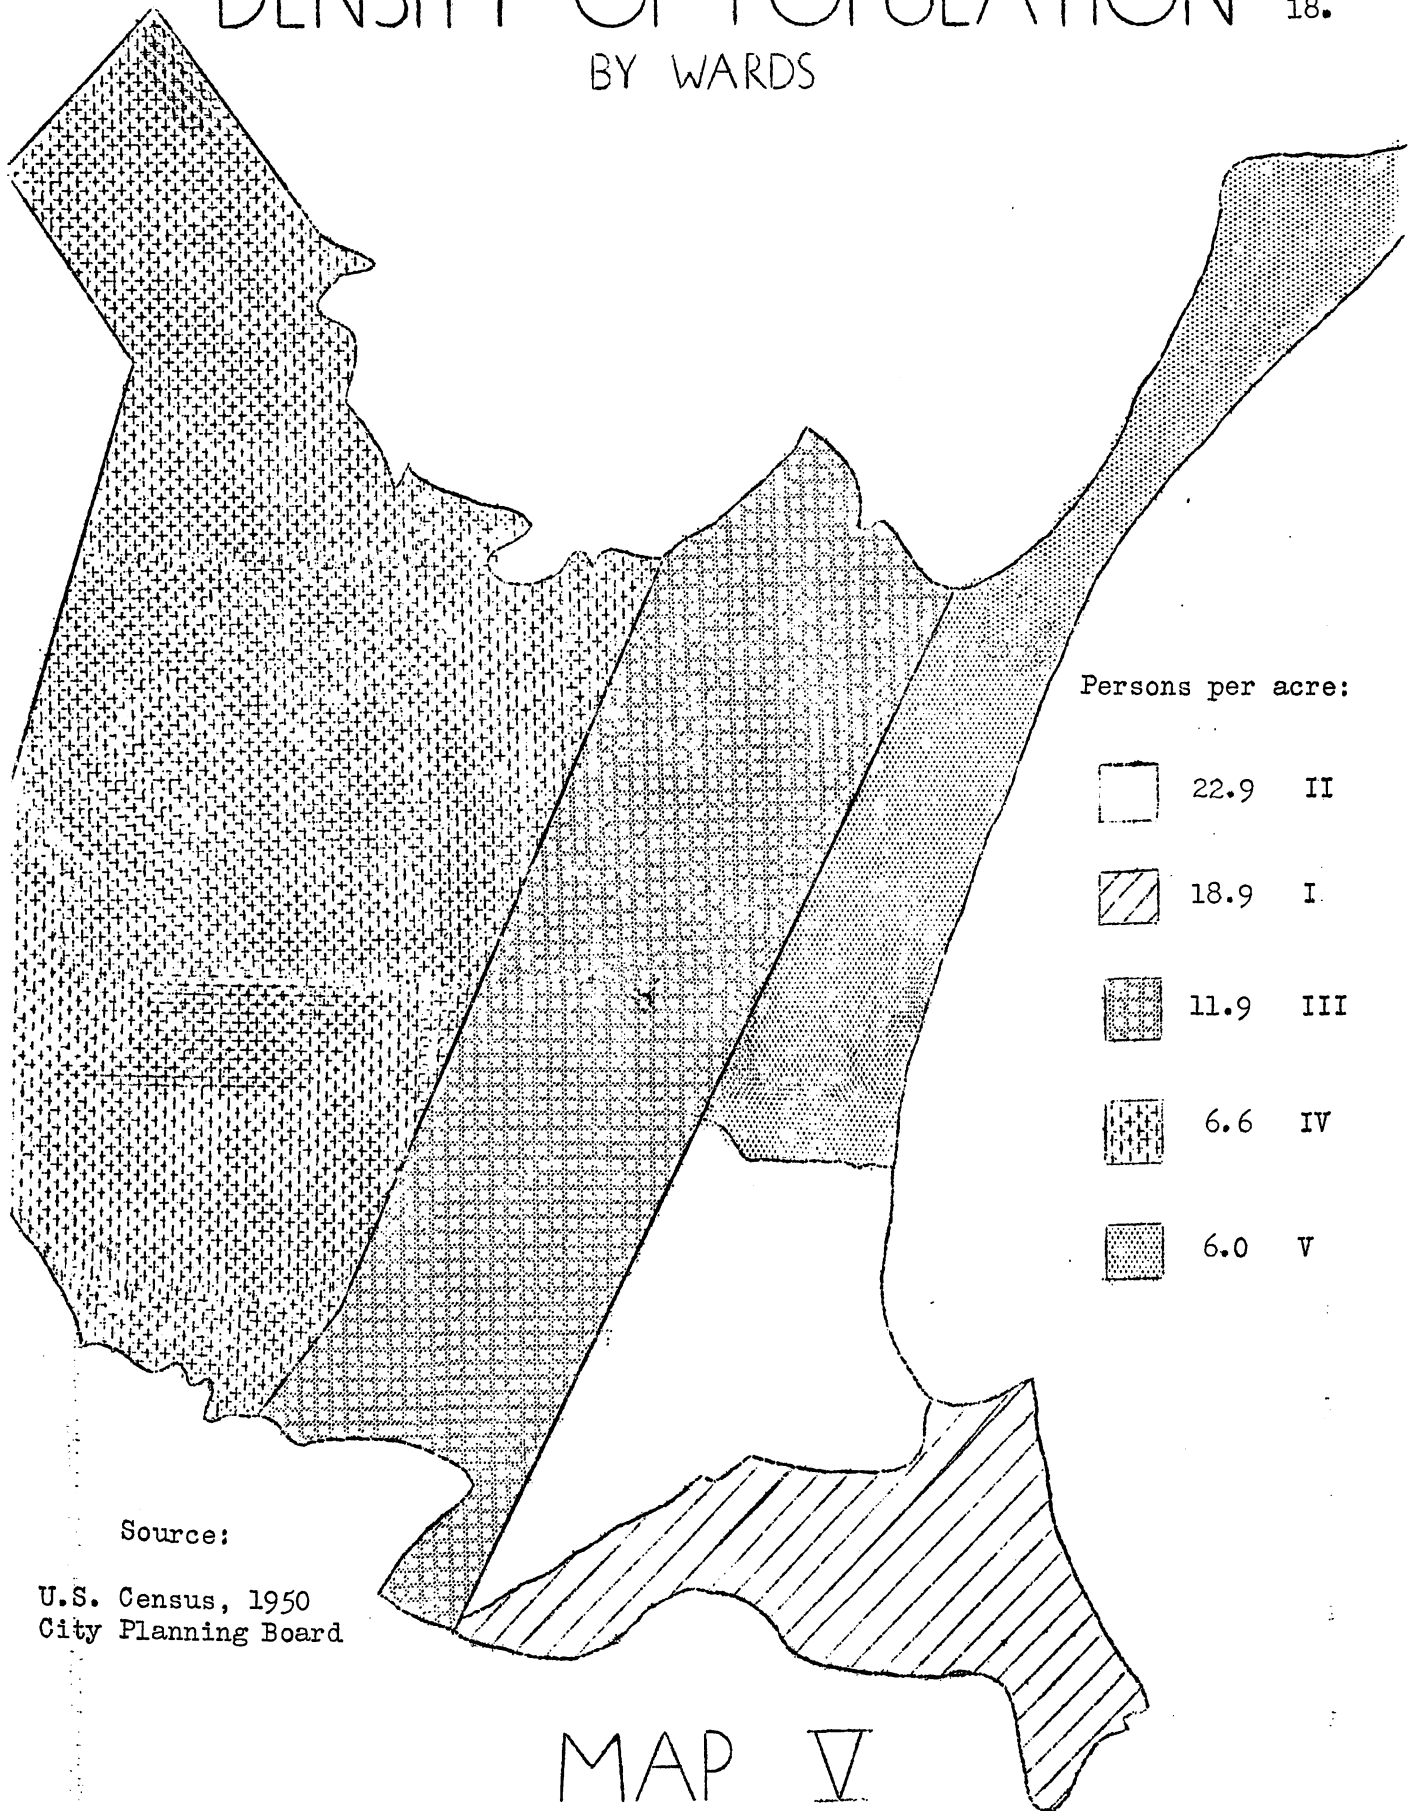 DENSITY OF POPULATION
18.
BY WARDS
Persons per acre:
22.9 II
18.9 I
11.9 III
6.6 IV
6.0 V
Source:
U.S. Census, 1950
City Planning Board
MAP V